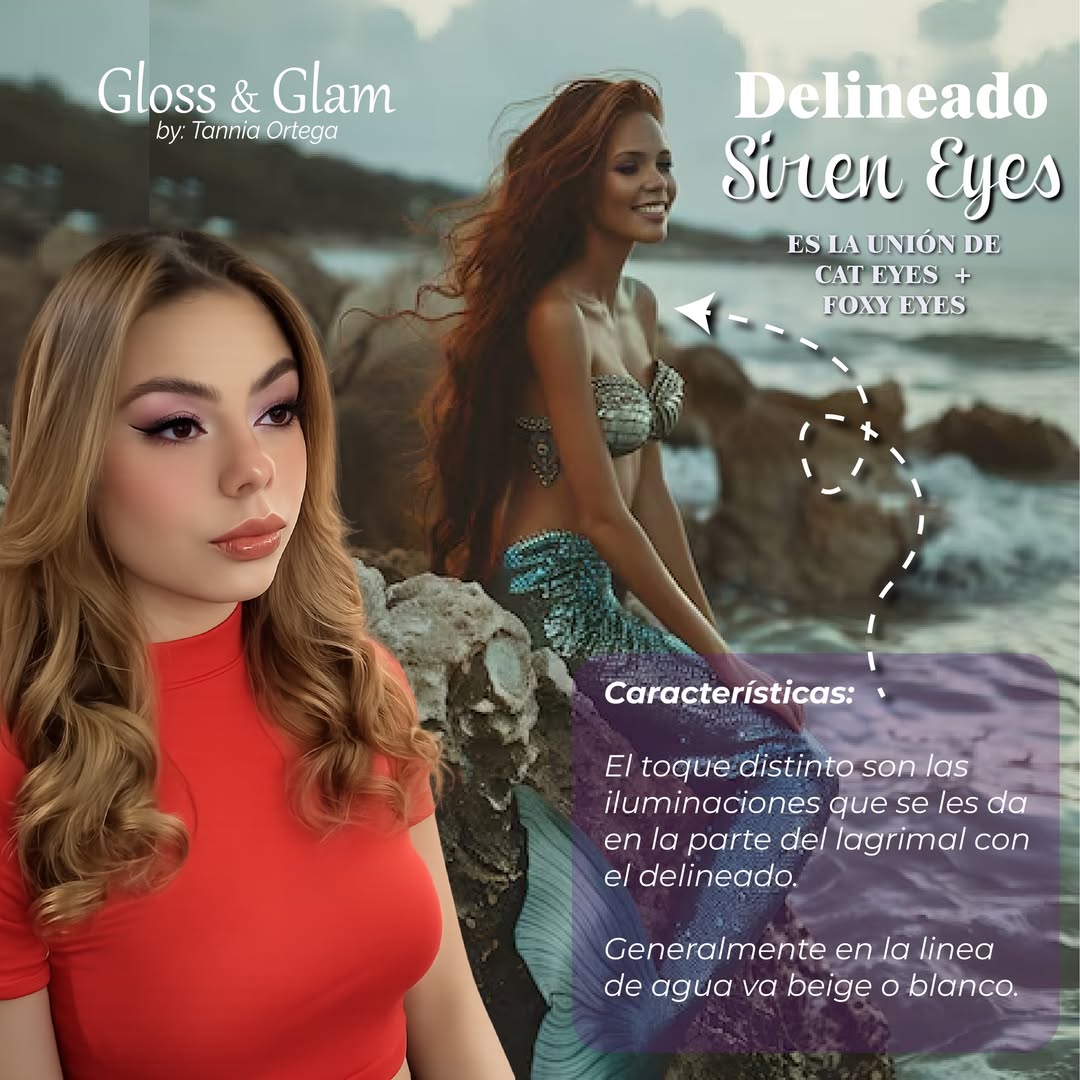 Gloss & Glam
by: Tannia Ortega
Delineado
Siren Eyes
ES LA UNIÓN DE
CAT EYES +
FOXY EYES
Características:
El toque distinto son las
iluminaciones que se les da
en la parte del lagrimal con
el delineado.
Generalmente en la linea
de agua va beige o blanco.